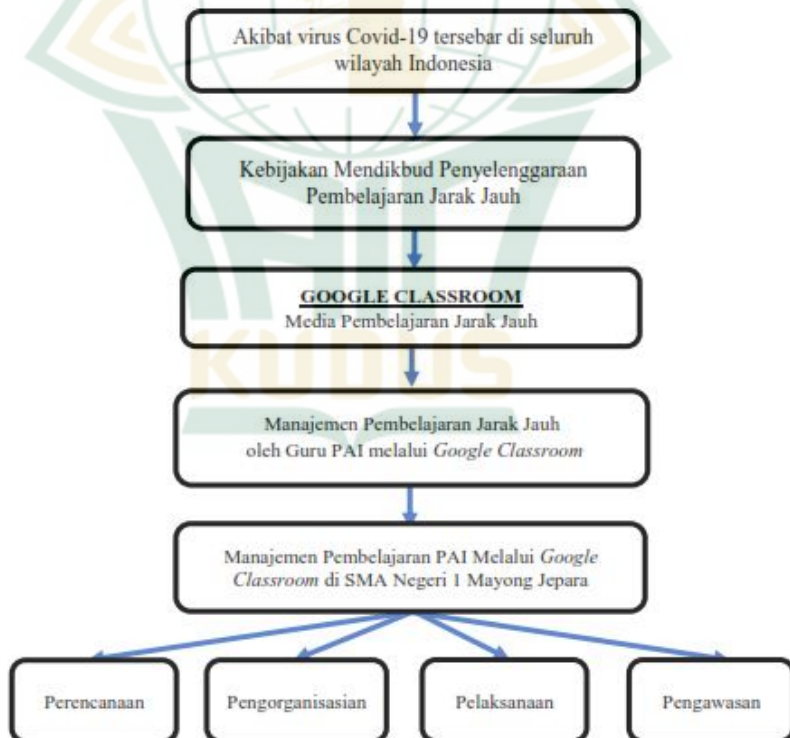 Akibat virus Covid-19 tersebar di seluruh
wilayah Indonesia
Kebijakan Mendikbud Penyelenggaraan
Pembelajaran Jarak Jauh
GOOGLE CLASSROOM
Media Pembelajaran Jarak Jauh
KUDUS
Manajemen Pembelajaran Jarak Jauh
oleh Guru PAI melalui Google Classroom
Manajemen Pembelajaran PAI Melalui Google
Classroom di SMA Negeri 1 Mayong Jepara
Perencanaan
Pengorganisasian
Pelaksanaan
Pengawasan